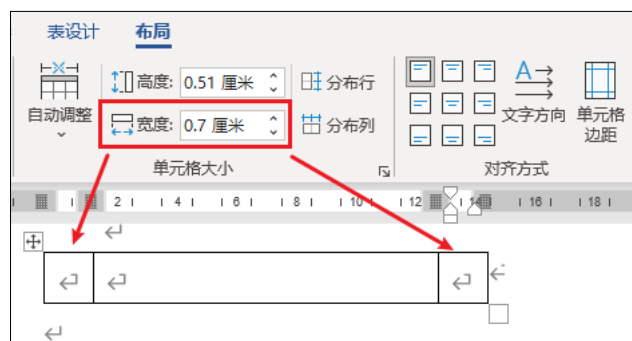 表设计 布局
自动调整
高度: 0.51 厘米
宽度: 0.7 厘米
分布行
分布列
单元格大小
文字方向
单元格
边距
对齐方式
2 4 6 8 10 12 14 16 18